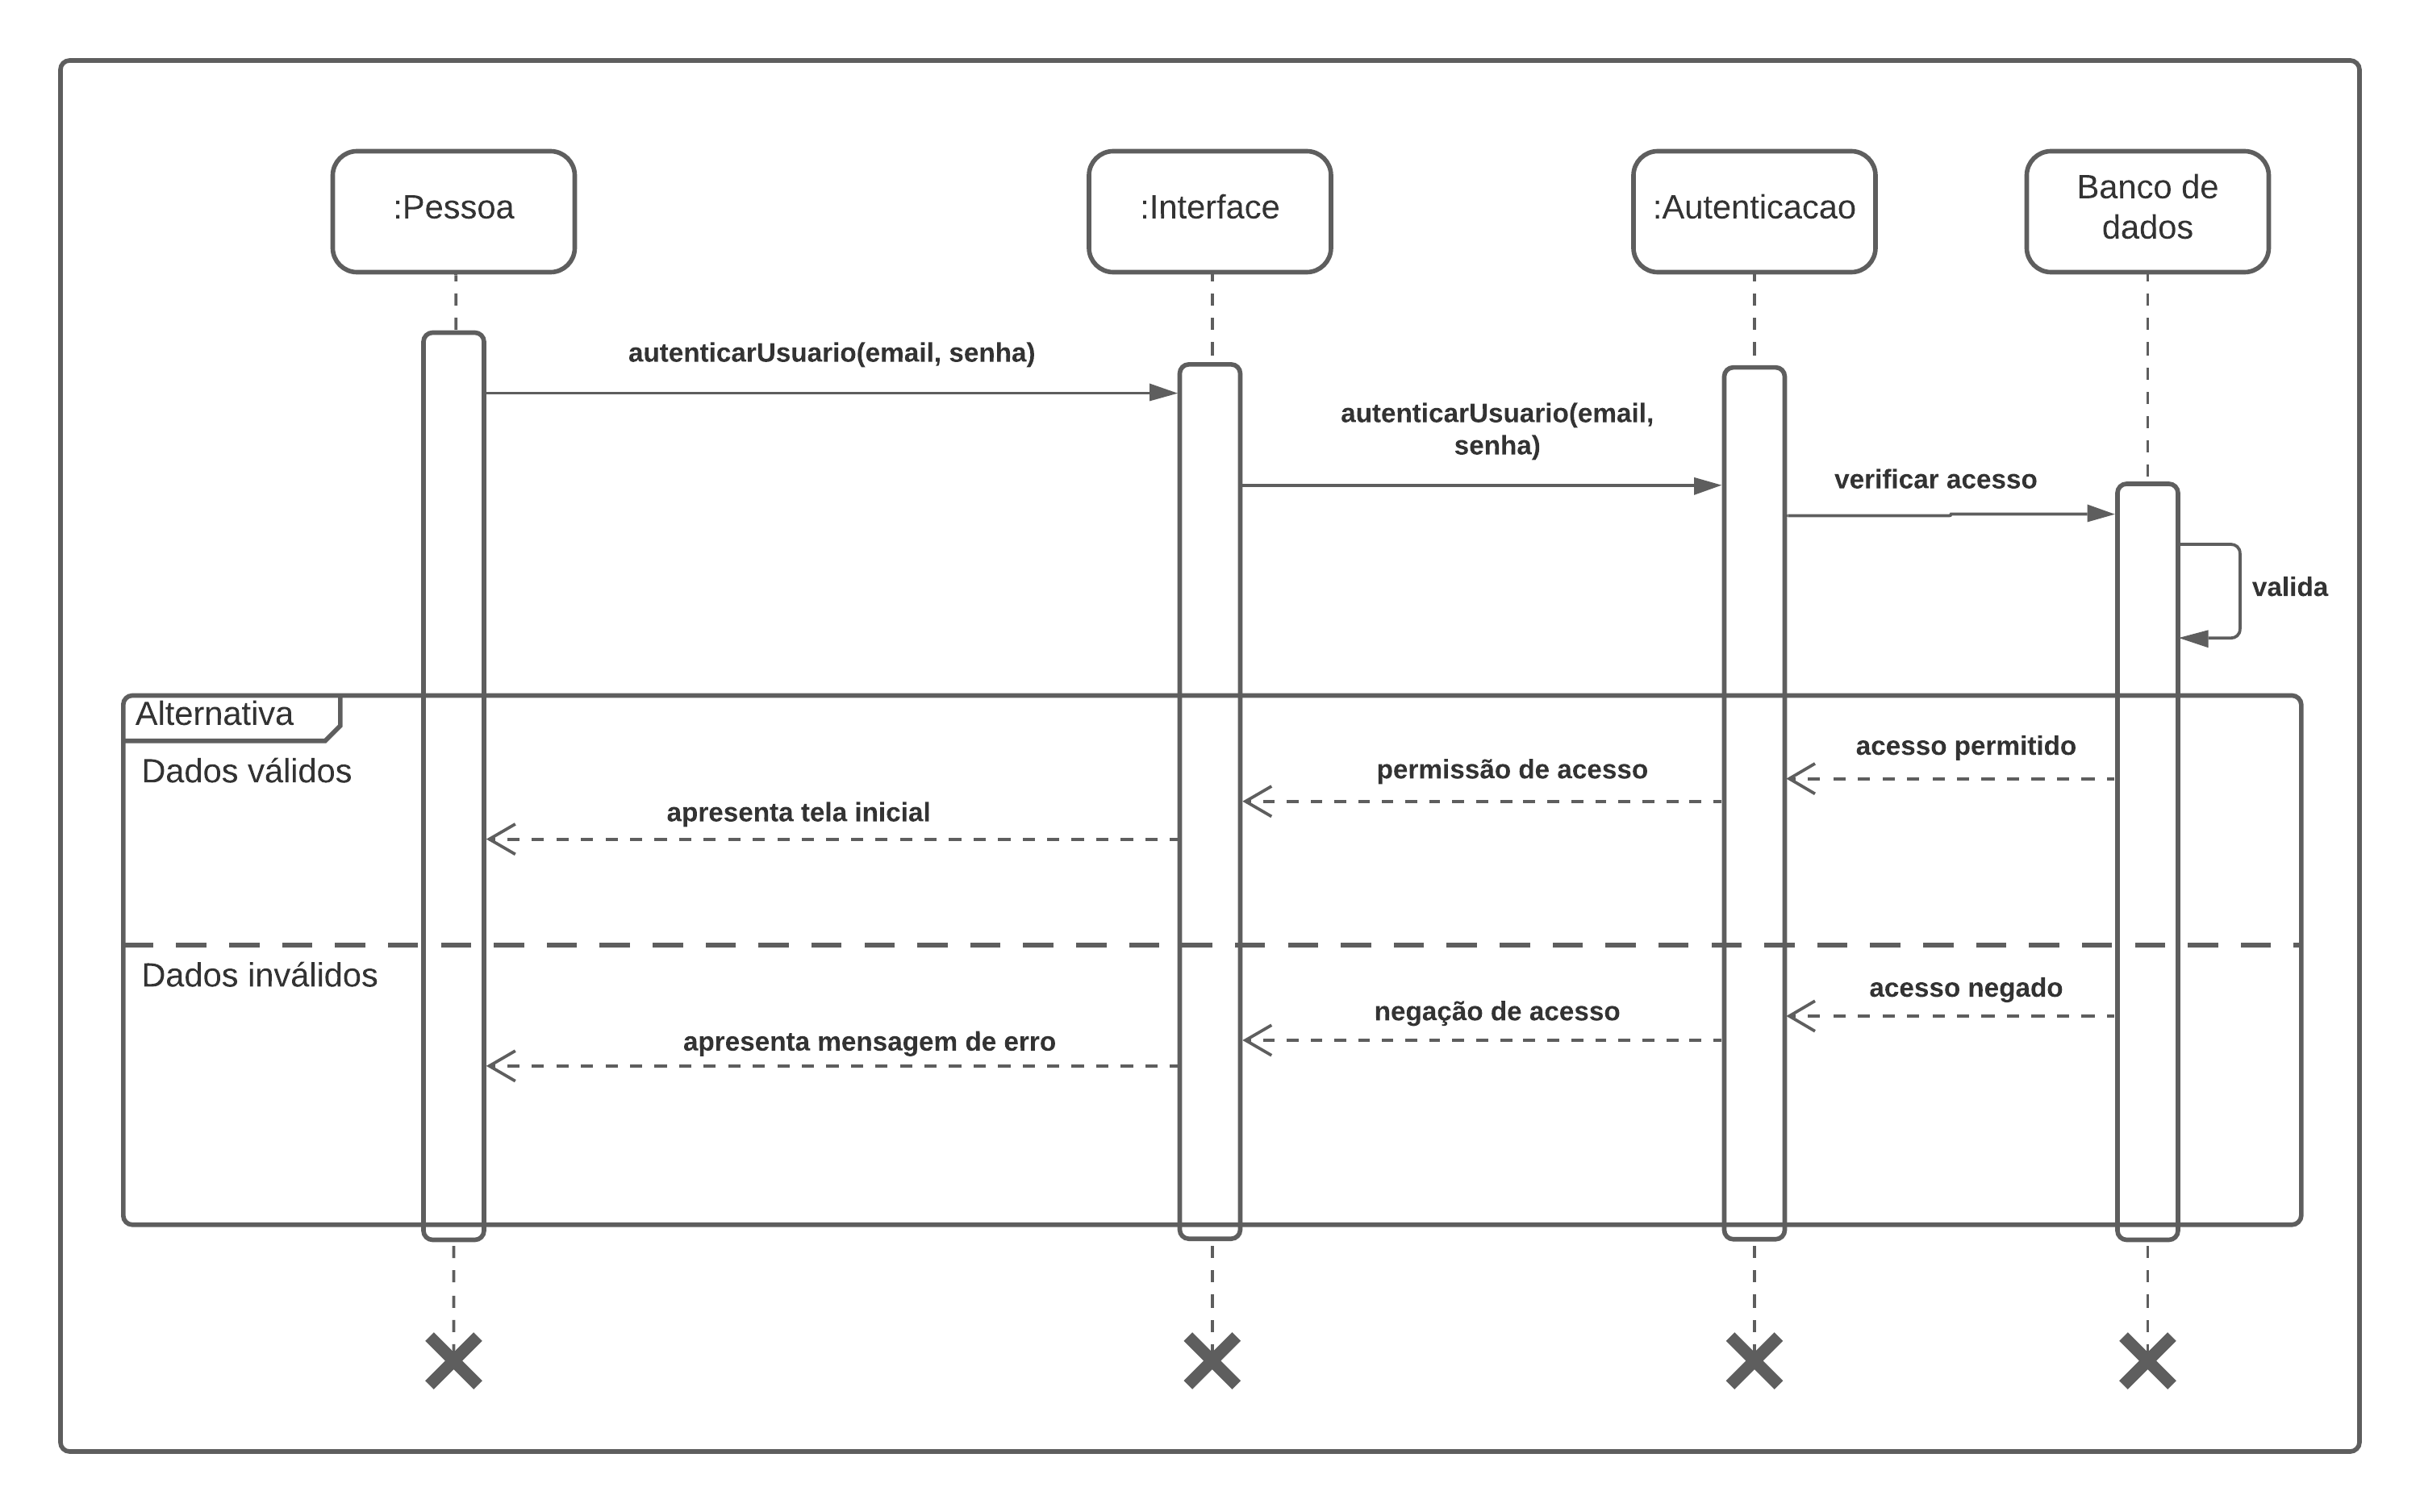 :Pessoa
:Interface
:Autenticacao
Banco de
dados
autenticarUsuario(email, senha)
autenticarUsuario(email,
senha)
verificar acesso
valida
Alternativa
Dados válidos
acesso permitido
permissão de acesso
apresenta tela inicial
Dados inválidos
acesso negado
negação de acesso
apresenta mensagem de erro